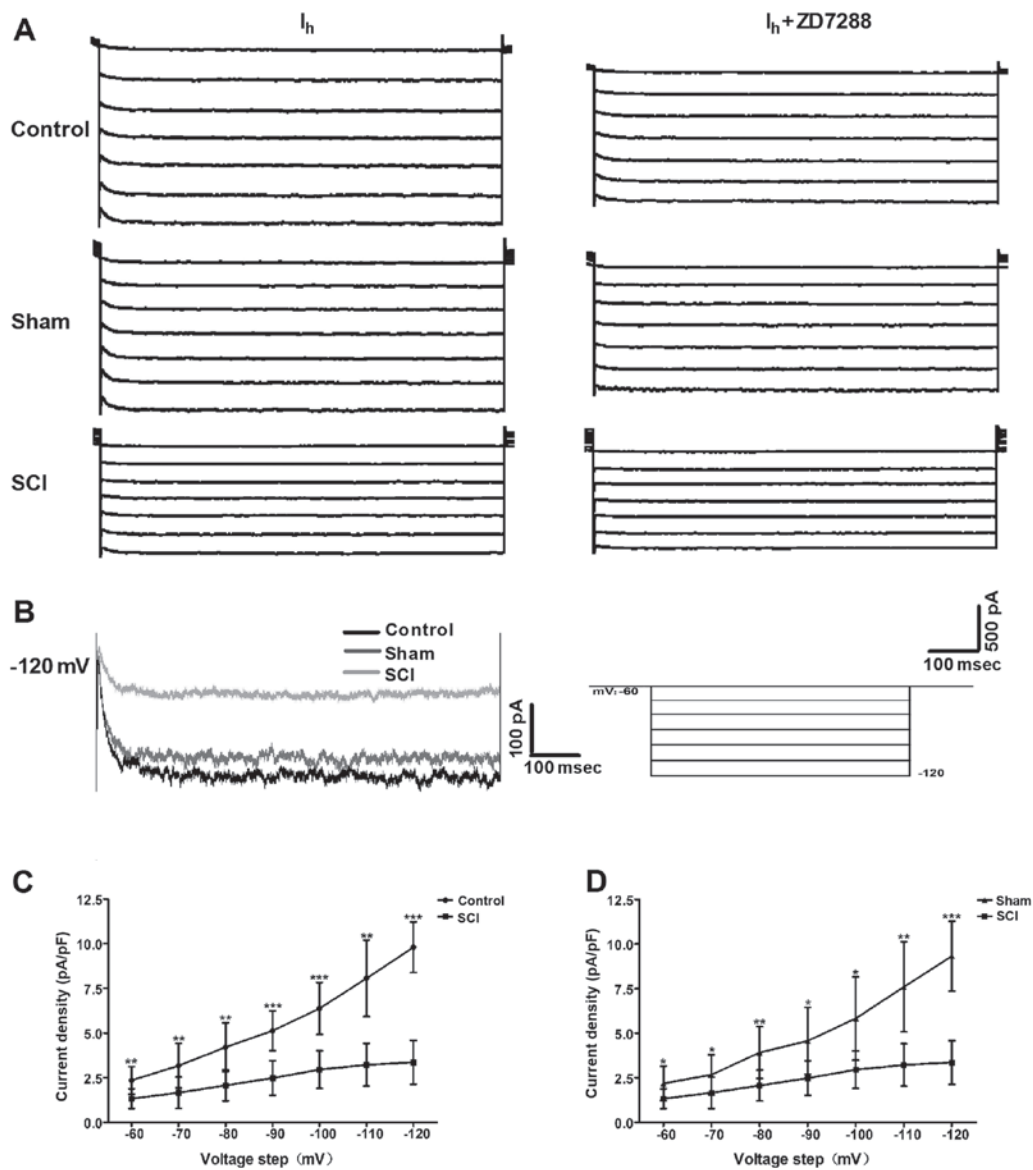 A
Ih
Ih+ZD7288
Control
Sham
SCI
B
-120 mV
Control
Sham
SCI
100 pA
100 msec
500 pA
100 msec
mV: -60
-120
C
12.5
10.0
7.5
5.0
2.5
0.0
Current density (pA/pF)
-60 -70 -80 -90 -100 -110 -120
Voltage step (mV)
Control
SCI
** ** ** *** *** ** ***
D
12.5
10.0
7.5
5.0
2.5
0.0
Current density (pA/pF)
-60 -70 -80 -90 -100 -110 -120
Voltage step (mV)
Sham
SCI
* * ** * * ** ***